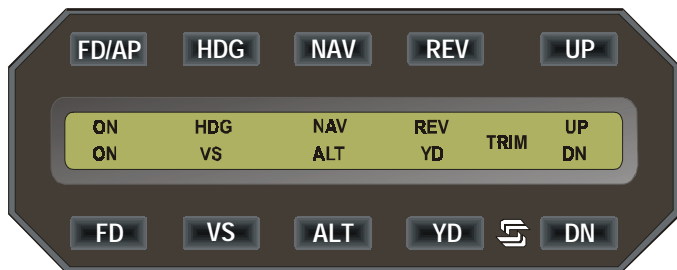 FD/AP HDG NAV REV UP
ON HDG NAV REV UP
TRIM
ON VS ALT YD DN
FD VS ALT YD DN